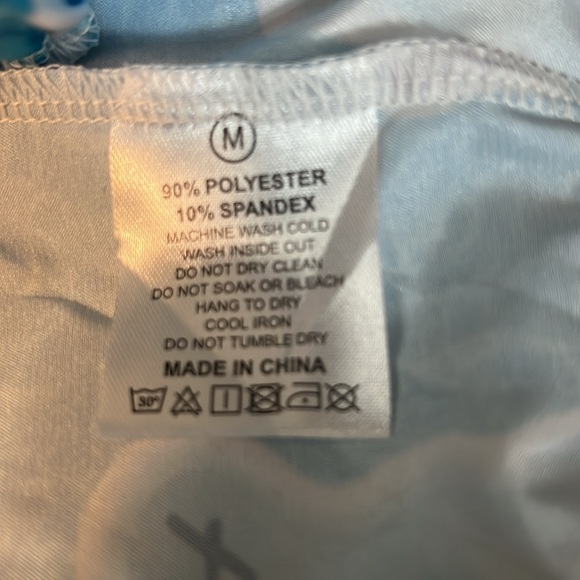 M
90% POLYESTER
10% SPANDEX
MACHINE WASH COLD
WASH INSIDE OUT
DO NOT DRY CLEAN
DO NOT SOAK OR BLEACH
HANG TO DRY
COOL IRON
DO NOT TUMBLE DRY
MADE IN CHINA
30°